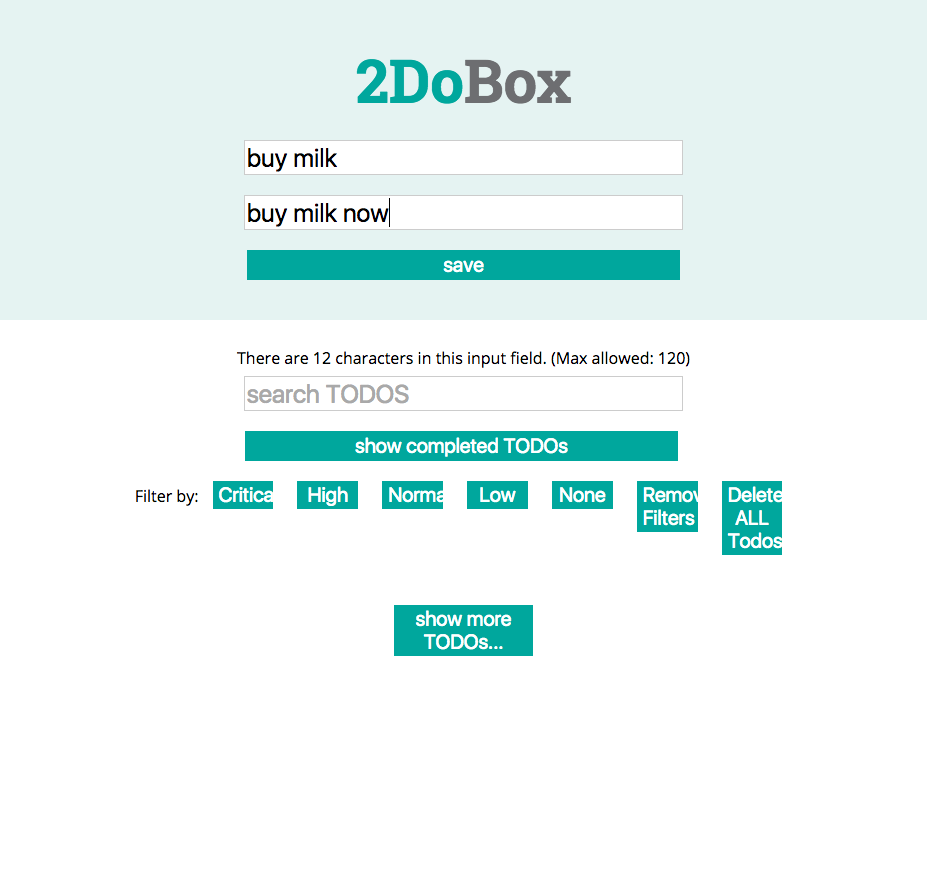 2DoBox
buy milk
buy milk now
save
There are 12 characters in this input field. (Max allowed: 120)
search TODOS
show completed TODOs
Filter by: Critica High Norma Low None Remov Delete
Filters ALL
Todos
show more
TODOs...